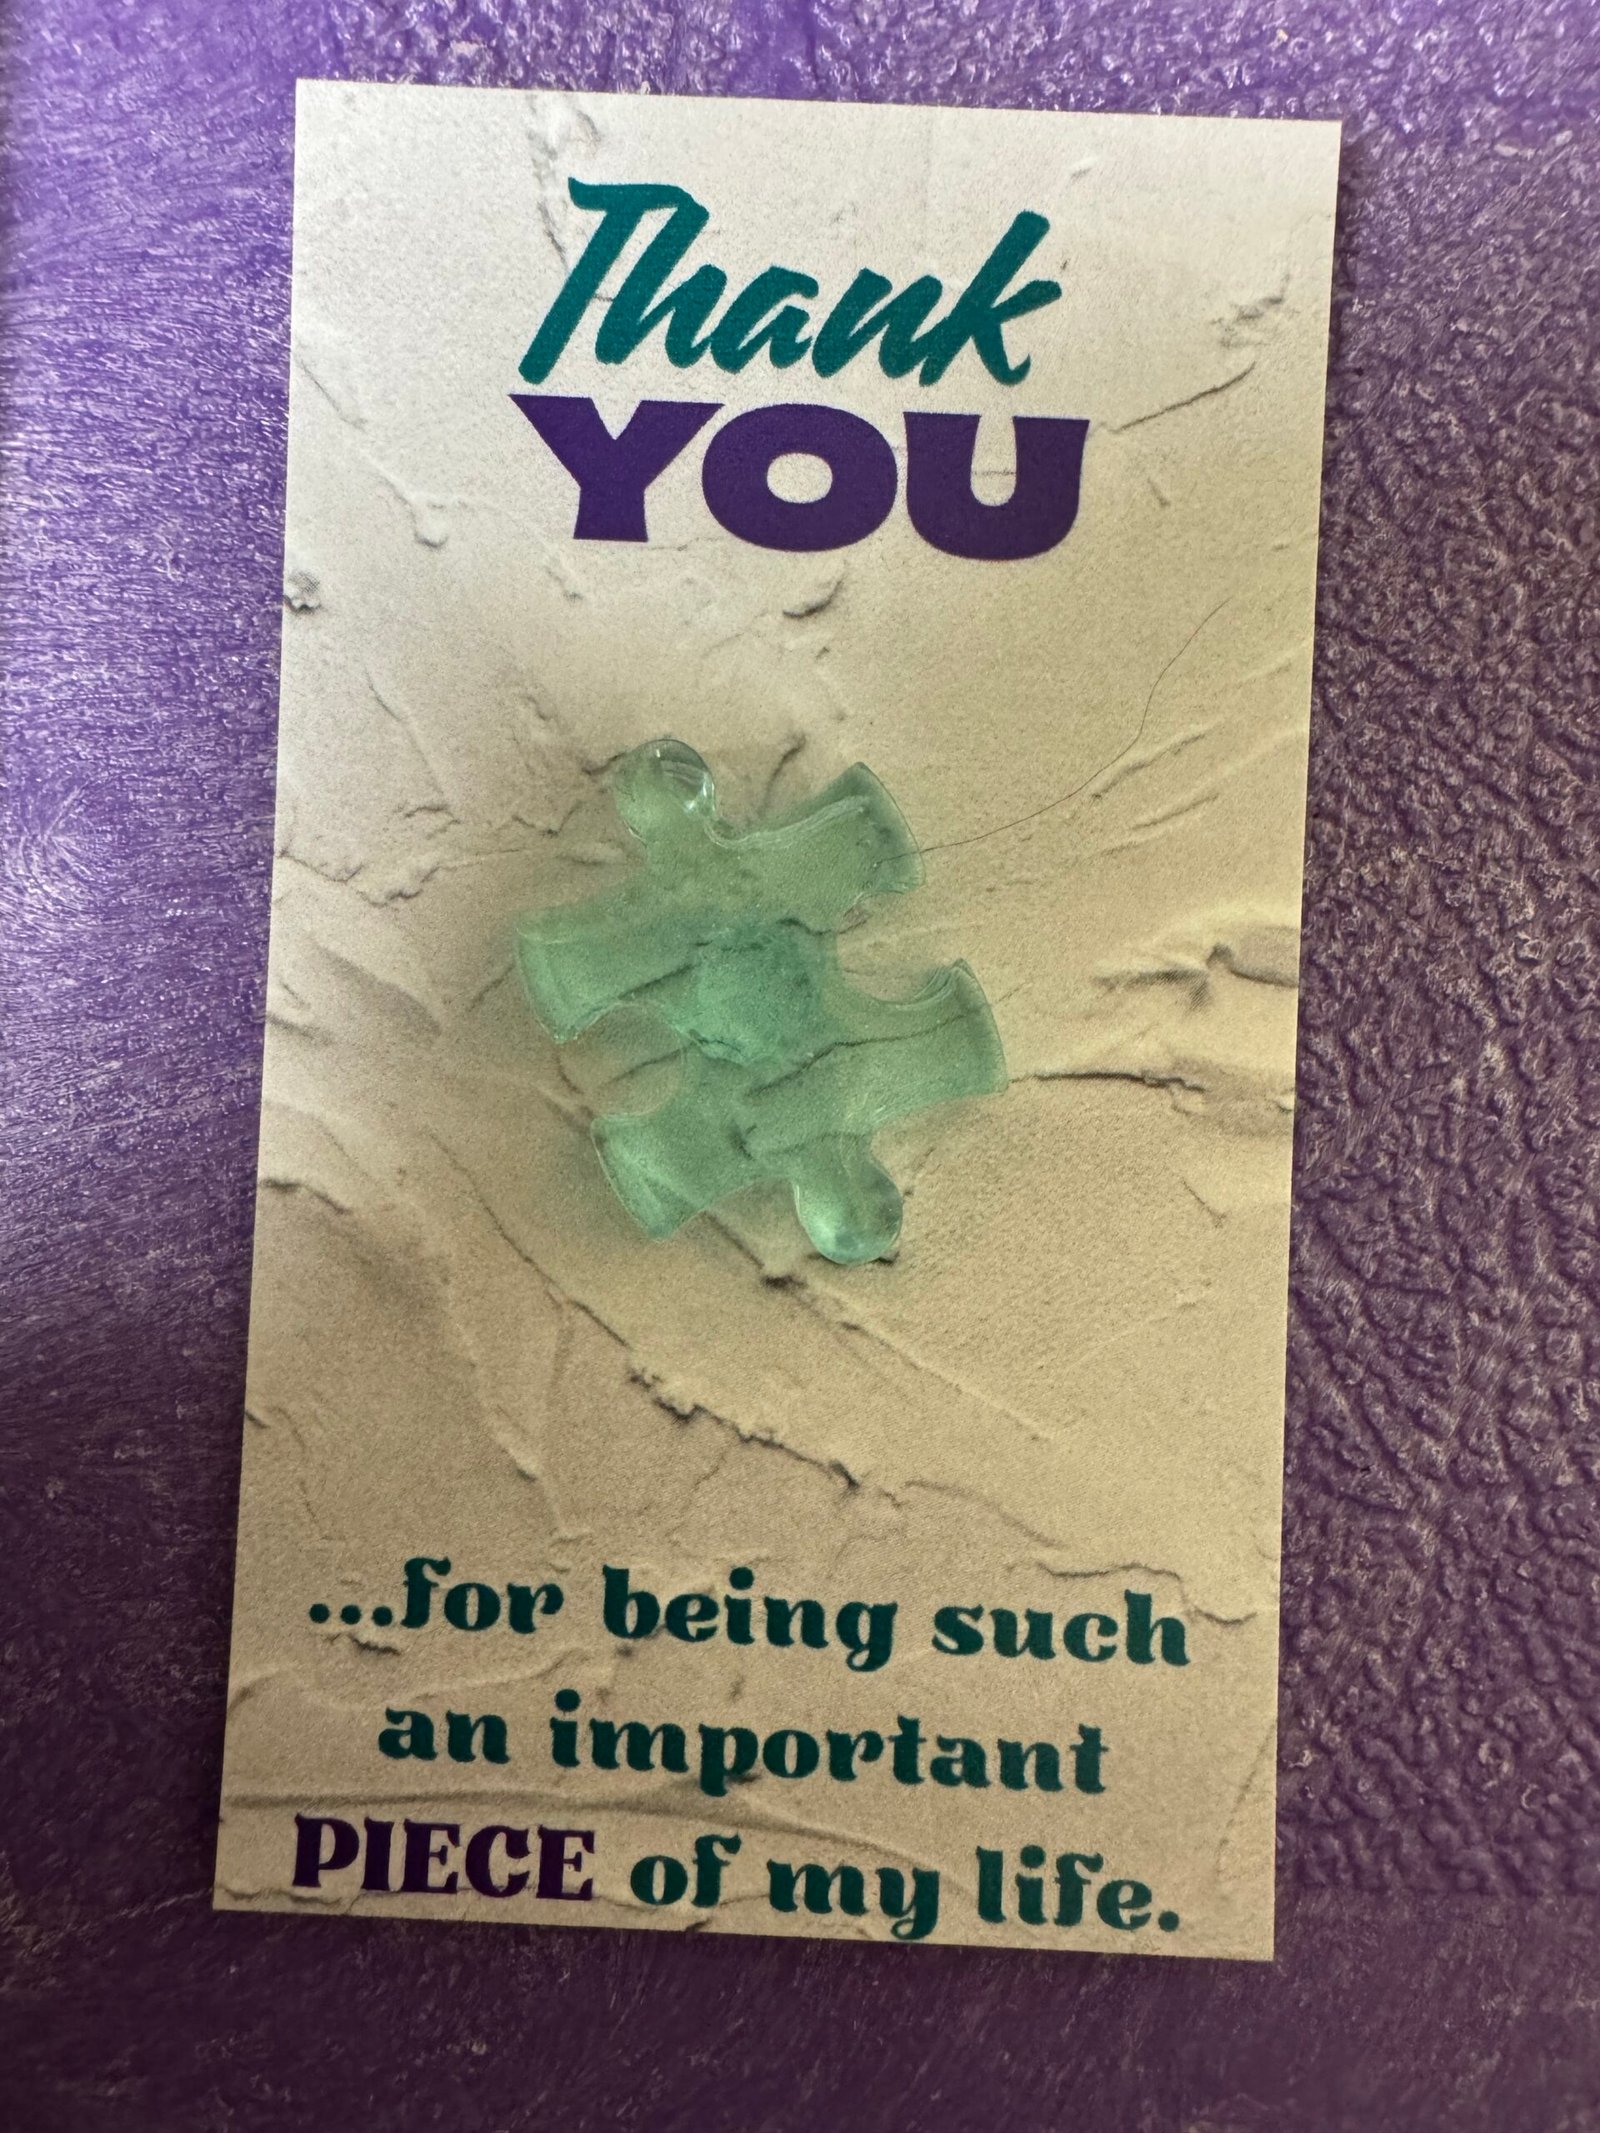 Thank
YOU
...for being such
an important
PIECE of my life.